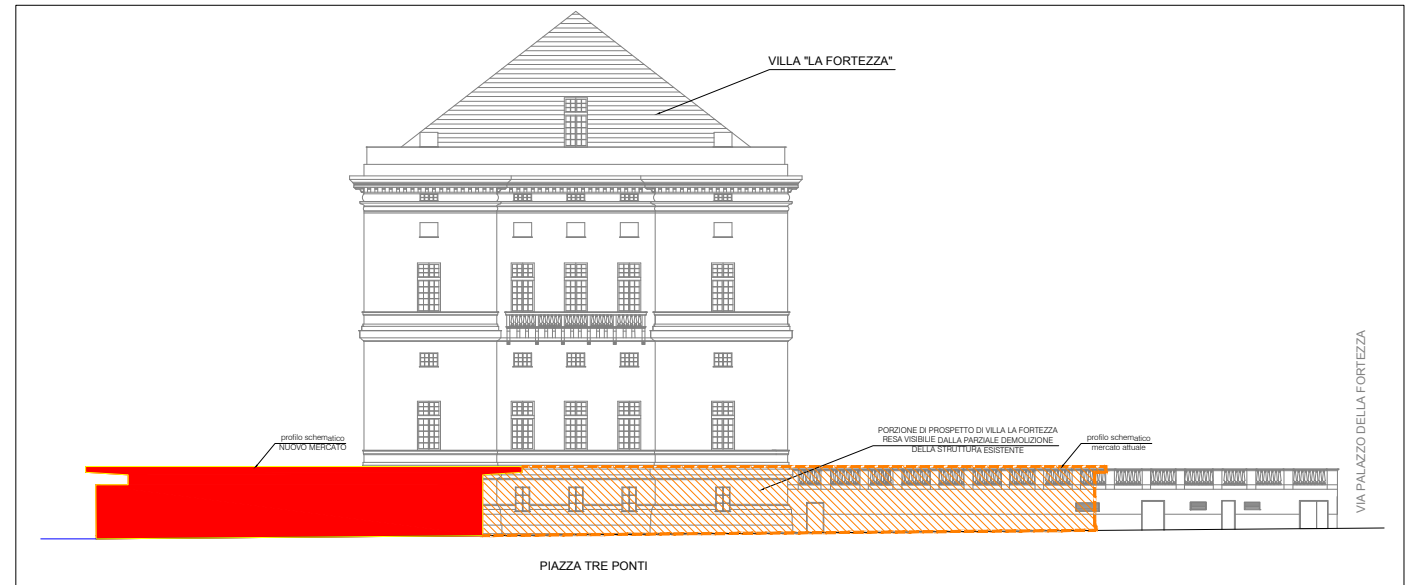 VILLA "LA FORTEZZA"
profilo schematico
NUOVO MERCATO
PORZIONE DI PROSPETTO DI VILLA LA FORTEZZA
RESA VISIBILIE DALLA PARZIALE DEMOLIZIONE
DELLA STRUTTURA ESISTENTE
profilo schematico
mercato attuale
VIA PALAZZO DELLA FORTEZZA
PIAZZA TRE PONTI